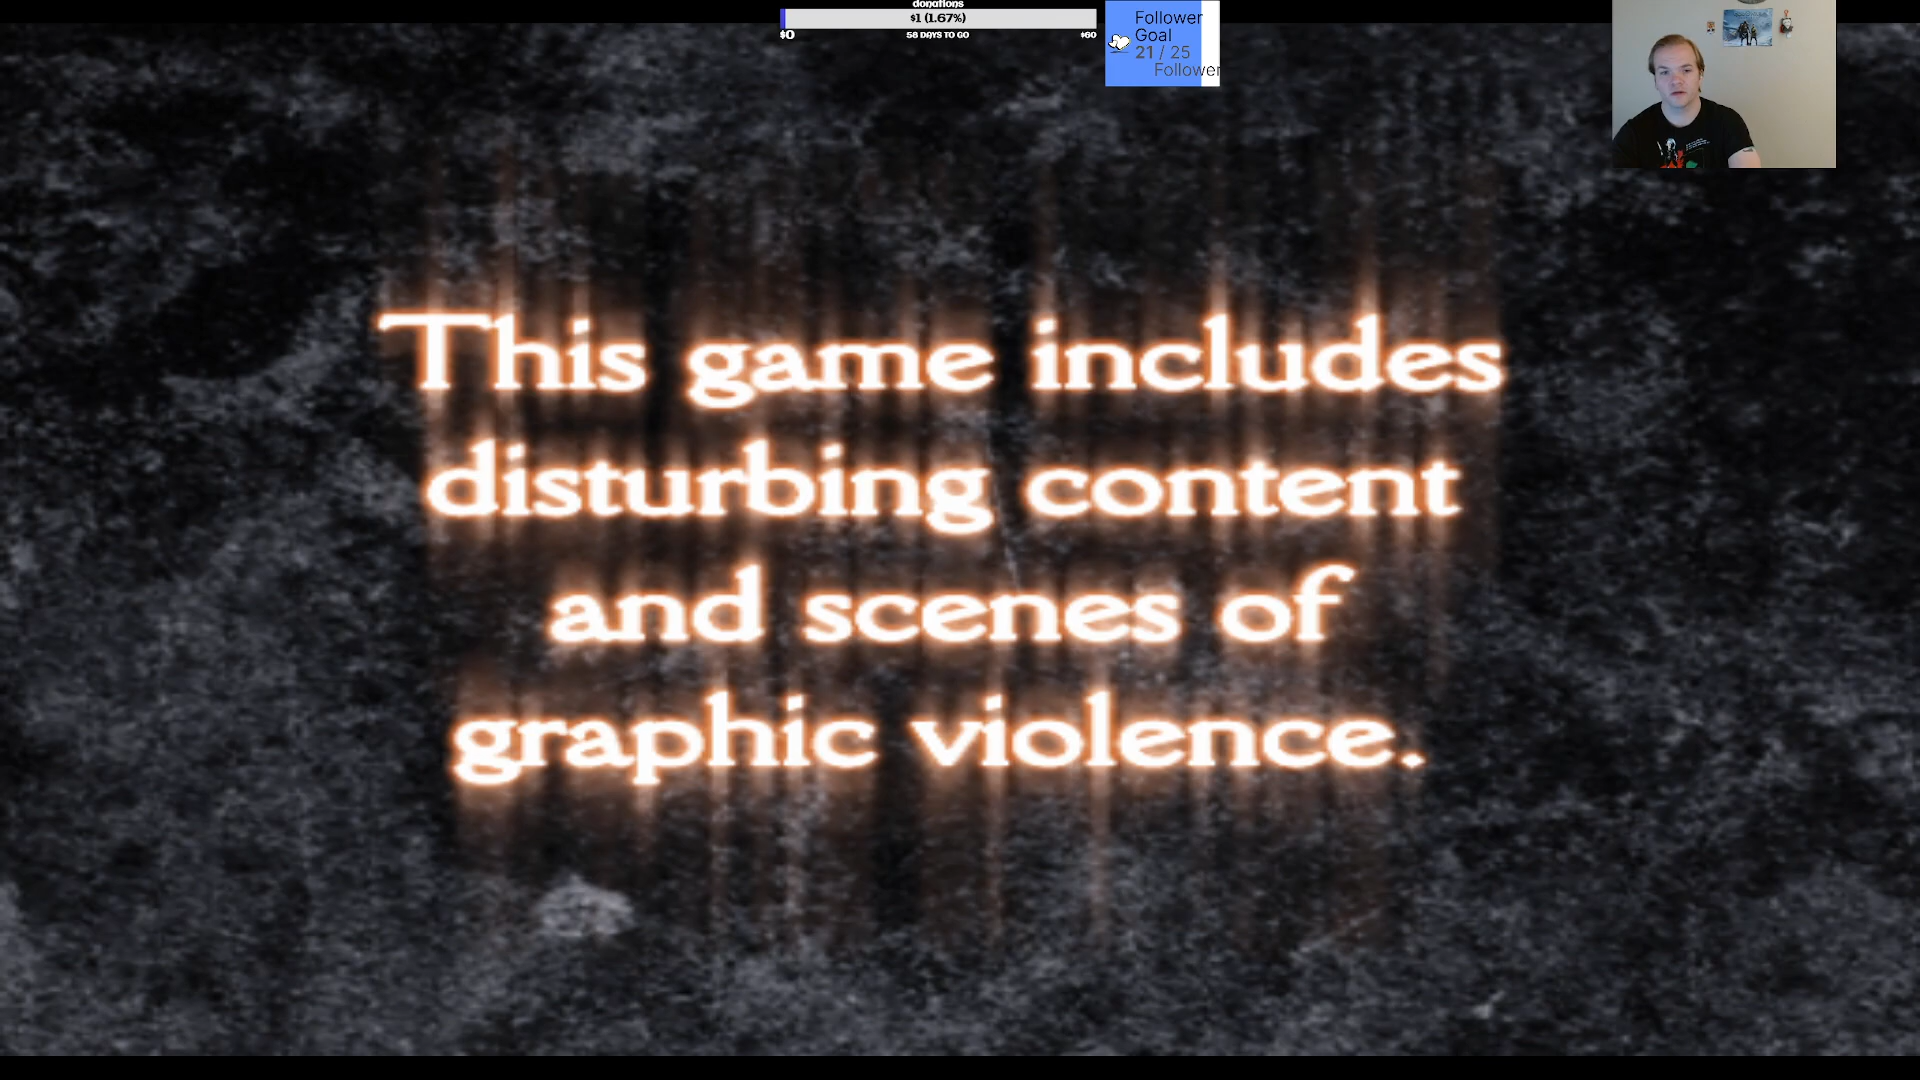 donations
$1 (1.67%)
$0
58 DAYS TO GO
$60
Follower
Goal
21 / 25
Follower
This game includes
disturbing content
and scenes of
graphic violence.